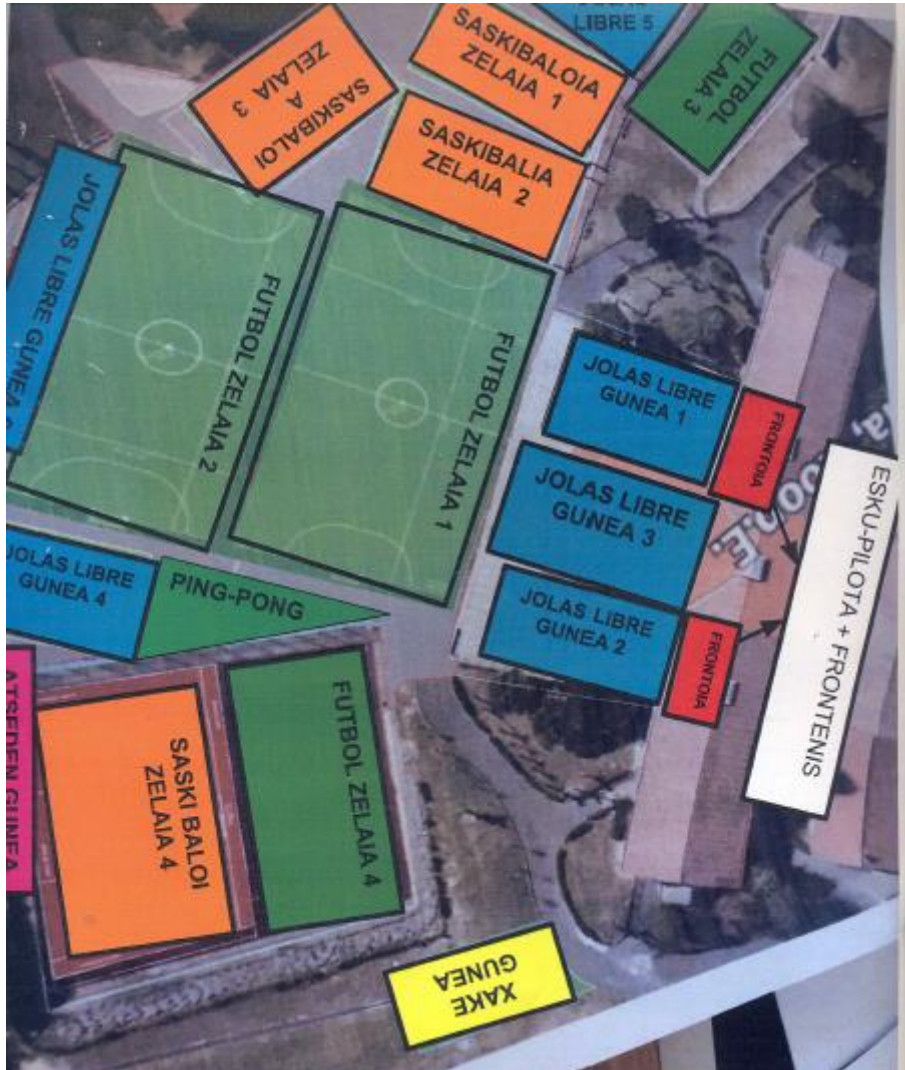 LIBRE 5
SASKIBALOIA
ZELAIA 1
FUTBOL
ZELAIA 3
SASKIBALOI
A
ZELAIA 3
SASKIBALIA
ZELAIA 2
JOLAS LIBRE GUNEA
FUTBOL ZELAIA 2
FUTBOL ZELAIA 1
JOLAS LIBRE
GUNEA 1
FRONTOIA
JOLAS LIBRE
GUNEA 3
ESKU-PILOTA + FRONTENIS
JOLAS LIBRE
GUNEA 4
PING-PONG
JOLAS LIBRE
GUNEA 2
FRONTOIA
ATSEDEN GUNEA
SASKI BALOI
ZELAIA 4
FUTBOL ZELAIA 4
XAKE
GUNEA